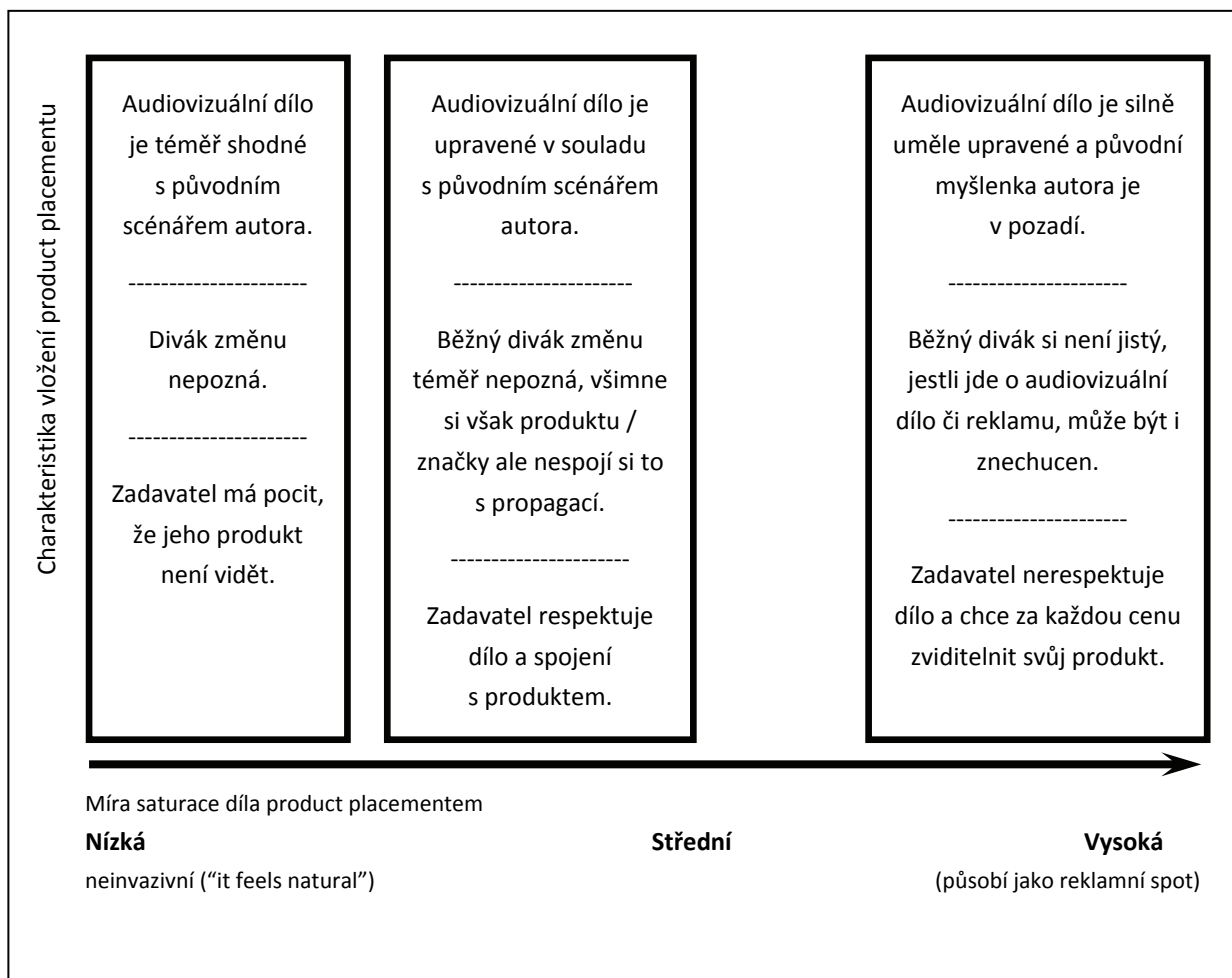 Charakteristika vložení product placementu
Audiovizuální dílo
je téměř shodné
s původním
scénářem autora.
----------------------
Divák změnu
nepozná.
----------------------
Zadavatel má pocit,
že jeho produkt
není vidět.
Audiovizuální dílo je
upravené v souladu
s původním scénářem
autora.
----------------------
Běžný divák změnu
téměř nepozná, všimne
si však produktu /
značky ale nespojí si to
s propagací.
----------------------
Zadavatel respektuje
dílo a spojení
s produktem.
Audiovizuální dílo je silně
uměle upravené a původní
myšlenka autora je
v pozadí.
----------------------
Běžný divák si není jistý,
jestli jde o audiovizuální
dílo či reklamu, může být i
znechucen.
----------------------
Zadavatel nerespektuje
dílo a chce za každou cenu
zviditelnit svůj produkt.
Míra saturace díla product placementem
Nízká Střední Vysoká
neinvazivní (“it feels natural”) (působí jako reklamní spot)